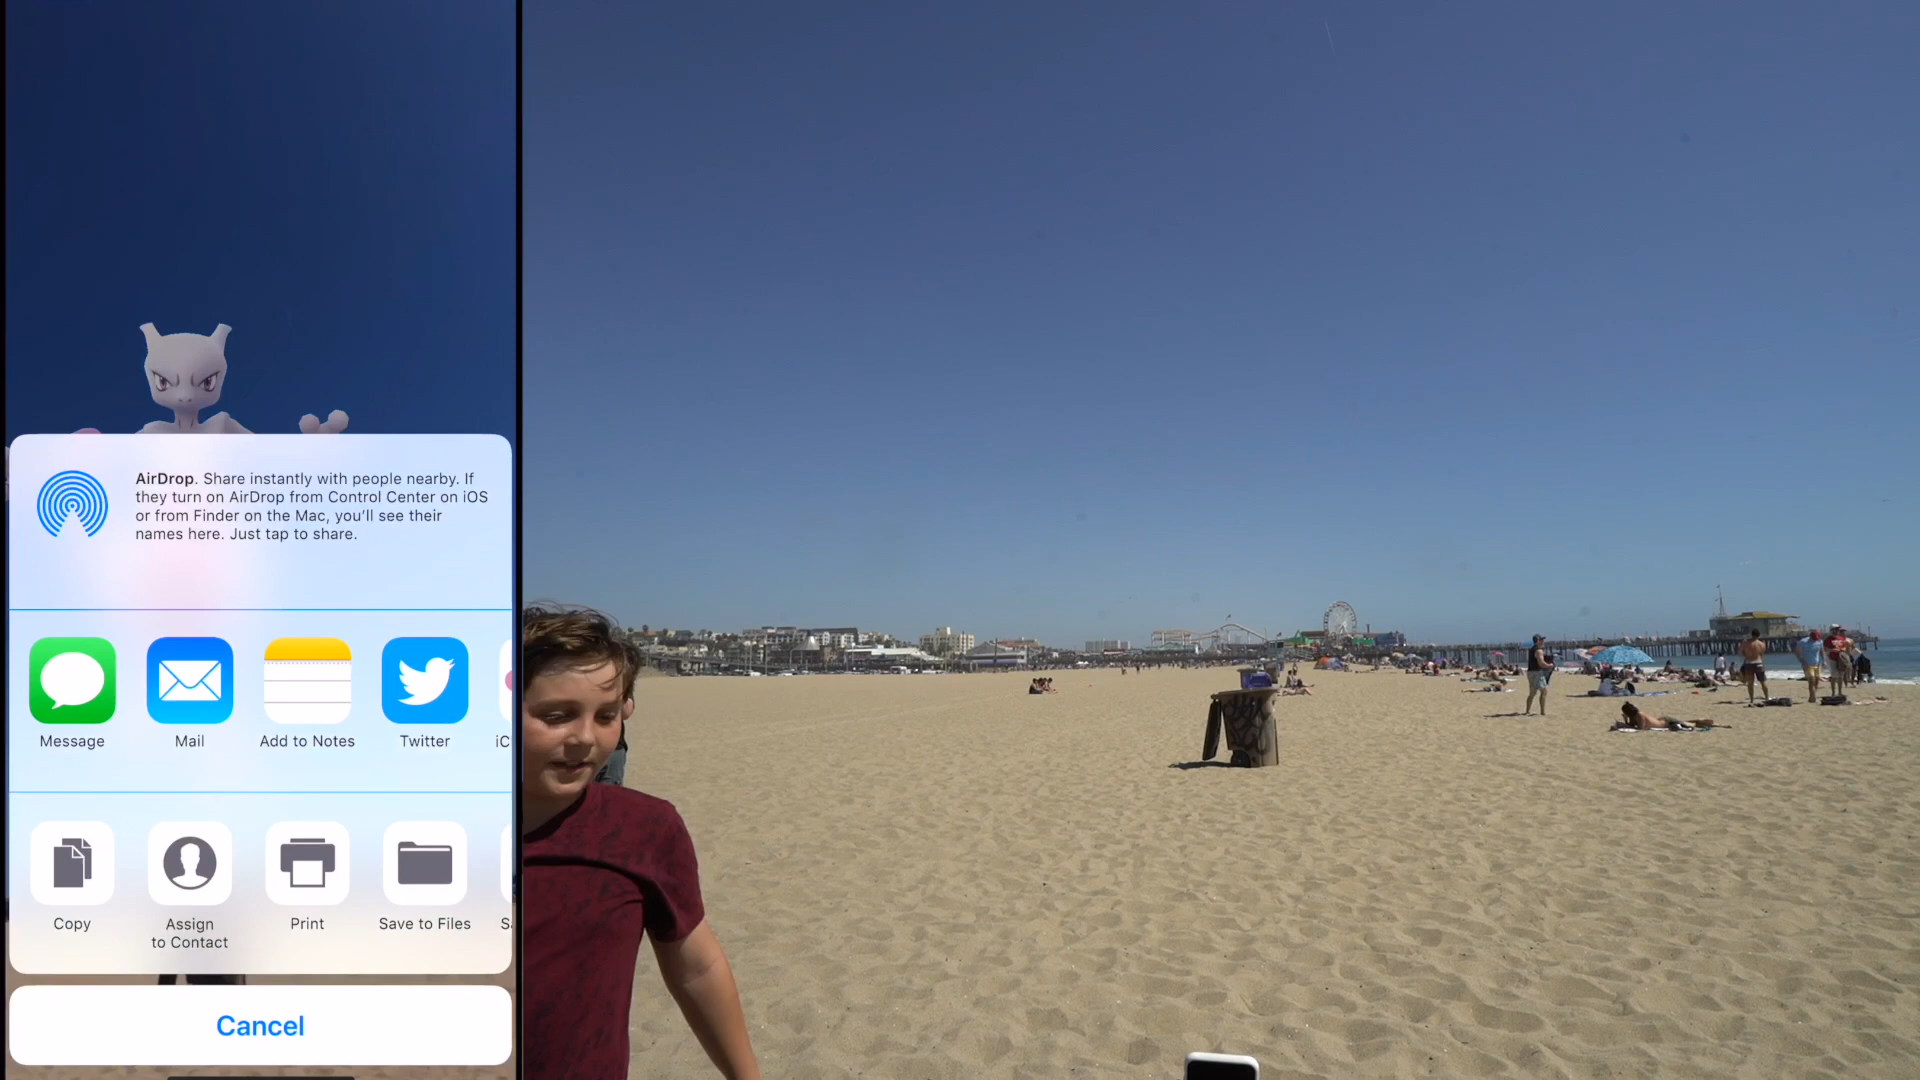 AirDrop. Share instantly with people nearby. If
they turn on AirDrop from Control Center on iOS
or from Finder on the Mac, you'll see their
names here. Just tap to share.
Message
Mail
Add to Notes
Twitter
iC
Copy
Assign
to Contact
Print
Save to Files
Cancel